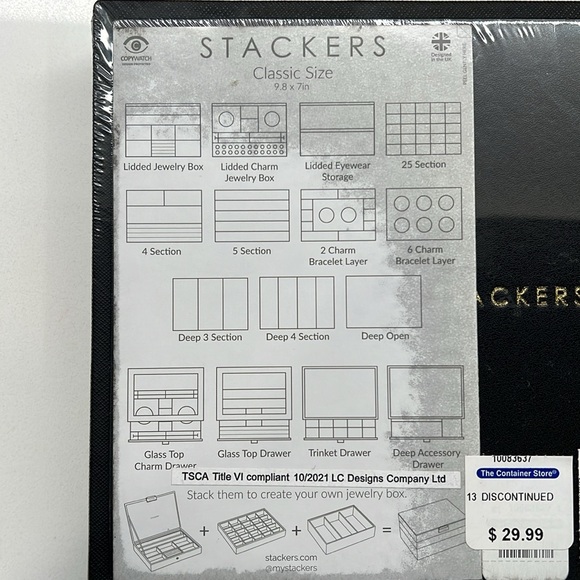 STACKERS
COPYWATCH
Designed
in the UK
Classic Size
9.8 x 7in
Lidded Jewelry Box
Lidded Charm
Jewelry Box
Lidded Eyewear
Storage
25 Section
4 Section
5 Section
2 Charm
Bracelet Layer
6 Charm
Bracelet Layer
ACKERS
Deep 3 Section
Deep 4 Section
Deep Open
Glass Top
Charm Drawer
Glass Top Drawer
Trinket Drawer
Deep Accessory
Drawer
TSCA Title VI compliant 10/2021 LC Designs Company Ltd
Stack them to create your own jewelry box.
+ + =
stackers.com
@mystackers
10083637
The Container Store®
13 DISCONTINUED
$ 29.99